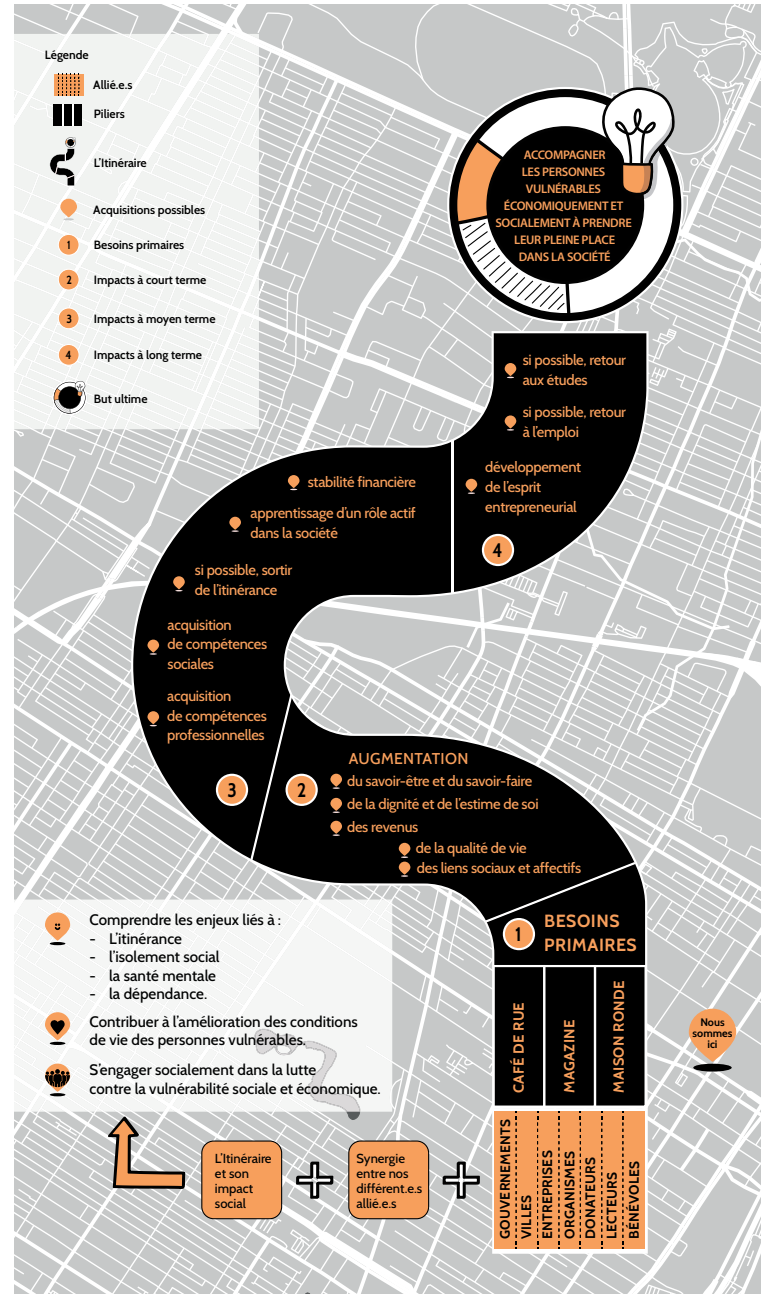 Légende
Allié.e.s
Piliers
L'Itinéraire
Acquisitions possibles
1 Besoins primaires
2 Impacts à court terme
3 Impacts à moyen terme
4 Impacts à long terme
But ultime
ACCOMPAGNER
LES PERSONNES
VULNÉRABLES
ÉCONOMIQUEMENT ET
SOCIALEMENT À PRENDRE
LEUR PLEINE PLACE
DANS LA SOCIÉTÉ
si possible, retour
aux études
si possible, retour
à l'emploi
développement
de l'esprit
entrepreneurial
4
stabilité financière
apprentissage d'un rôle actif
dans la société
si possible, sortir
de l'itinérance
acquisition
de compétences
sociales
acquisition
de compétences
professionnelles
3
2
AUGMENTATION
du savoir-être et du savoir-faire
de la dignité et de l'estime de soi
des revenus
de la qualité de vie
des liens sociaux et affectifs
1
BESOINS
PRIMAIRES
CAFÉ DE RUE
MAGAZINE
MAISON RONDE
Nous
sommes
ici
GOUVERNEMENTS
VILLES
ENTREPRISES
ORGANISMES
DONATEURS
LECTEURS
BÉNÉVOLES
Comprendre les enjeux liés à :
- L'itinérance
- l'isolement social
- la santé mentale
- la dépendance.
Contribuer à l'amélioration des conditions
de vie des personnes vulnérables.
S'engager socialement dans la lutte
contre la vulnérabilité sociale et économique.
L'Itinéraire
et son
impact
social
Synergie
entre nos
différent.e.s
allié.e.s